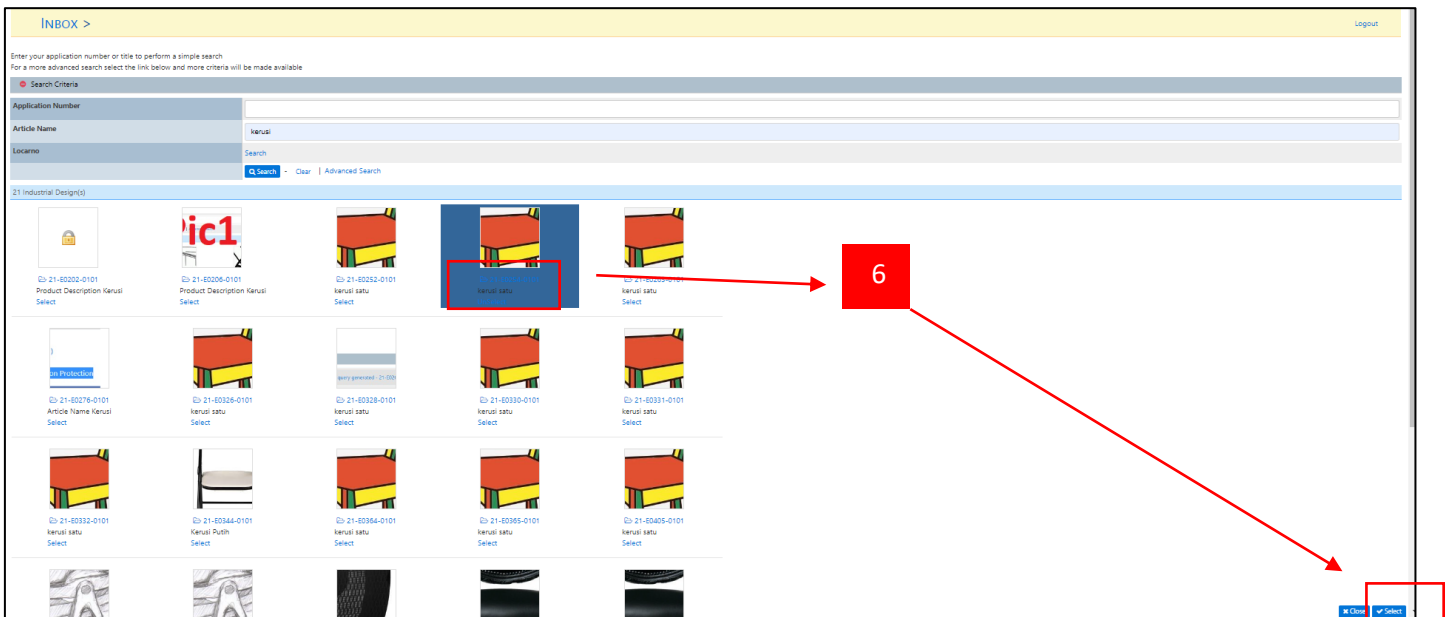 INBOX >
Logout
Enter your application number or title to perform a simple search
For a more advanced search select the link below and more criteria will be made available
Search Criteria
Application Number
Article Name
kerusi
Locarno
Search
Search - Clear | Advanced Search
21 Industrial Design(s)
ic1
21-E0202-0101
21-E0206-0101
21-E0252-0101
Product Description Kerusi
Product Description Kerusi
kerusi satu
kerusi satu
kerusi satu
Select
Select
Select
Select
6
on Protection
21-E0276-0101
21-E0326-0101
21-E0328-0101
21-E0330-0101
21-E0331-0101
Article Name Kerusi
kerusi satu
kerusi satu
kerusi satu
kerusi satu
Select
Select
Select
Select
Select
21-E0332-0101
21-E0344-0101
21-E0364-0101
21-E0365-0101
21-E0405-0101
kerusi satu
Kerusi Putih
kerusi satu
kerusi satu
kerusi satu
Select
Select
Select
Select
Select
Close
Select